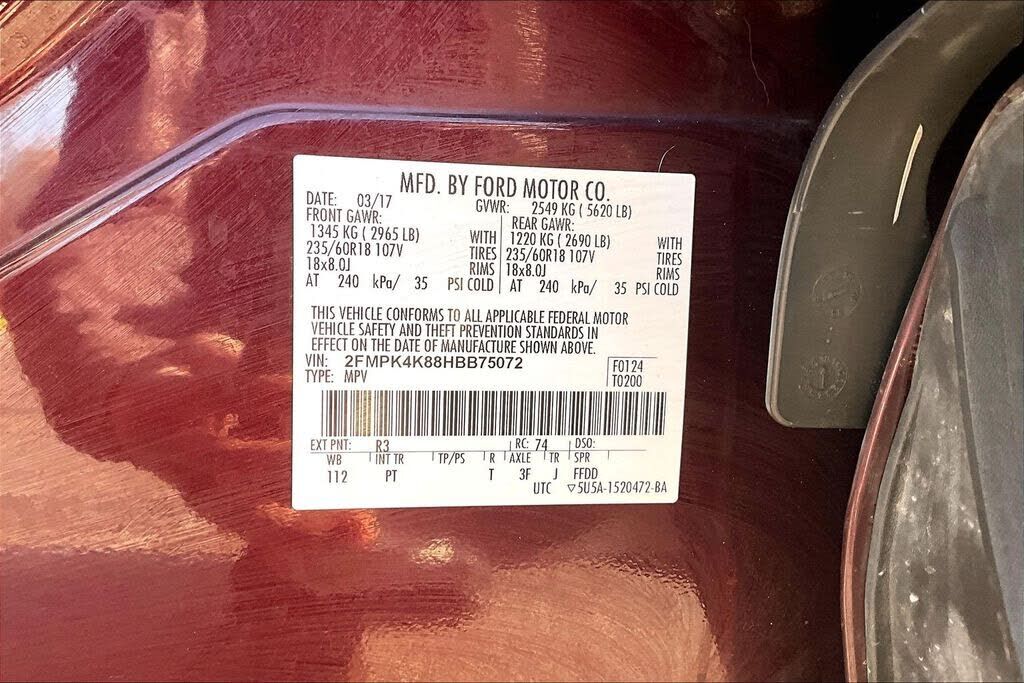 MFD. BY FORD MOTOR CO.
DATE: 03/17 GVWR: 2549 KG ( 5620 LB)
FRONT GAWR: REAR GAWR:
1345 KG ( 2965 LB) WITH 1220 KG ( 2690 LB) WITH
235/60R18 107V TIRES 235/60R18 107V TIRES
18x8.0J RIMS 18x8.0J RIMS
AT 240 kPa/ 35 PSI COLD AT 240 kPa/ 35 PSI COLD
THIS VEHICLE CONFORMS TO ALL APPLICABLE FEDERAL MOTOR
VEHICLE SAFETY AND THEFT PREVENTION STANDARDS IN
EFFECT ON THE DATE OF MANUFACTURE SHOWN ABOVE.
VIN: 2FMPK4K88HBB75072 F0124
TYPE: MPV T0200
EXT PNT: R3 RC: 74 DSO:
WB INT TR TP/PS R AXLE TR SPR
112 PT T 3F J FFDD
UTC ▽5U5A-1520472-BA